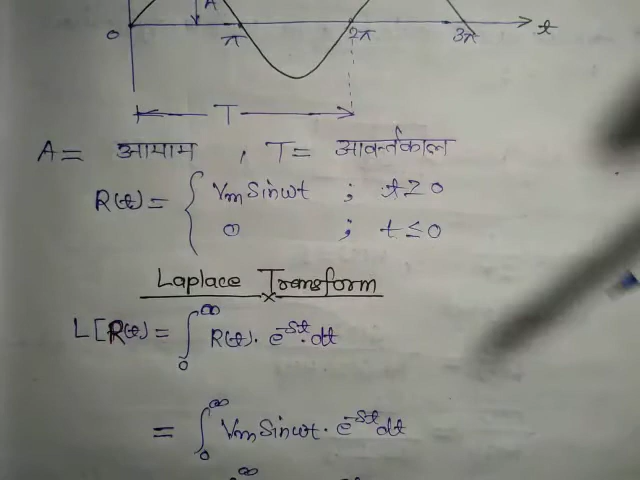 A
0 π 2π 3π t
T
A = आयाम , T = आवर्त्तकाल
R(t) = { Vm Sinωt ; t ≥ 0
0 ; t ≤ 0
Laplace Transform
L[R(t) = ∫₀^∞ R(t). e^-St. dt
= ∫₀^∞ Vm Sinωt. e^-St dt
∞